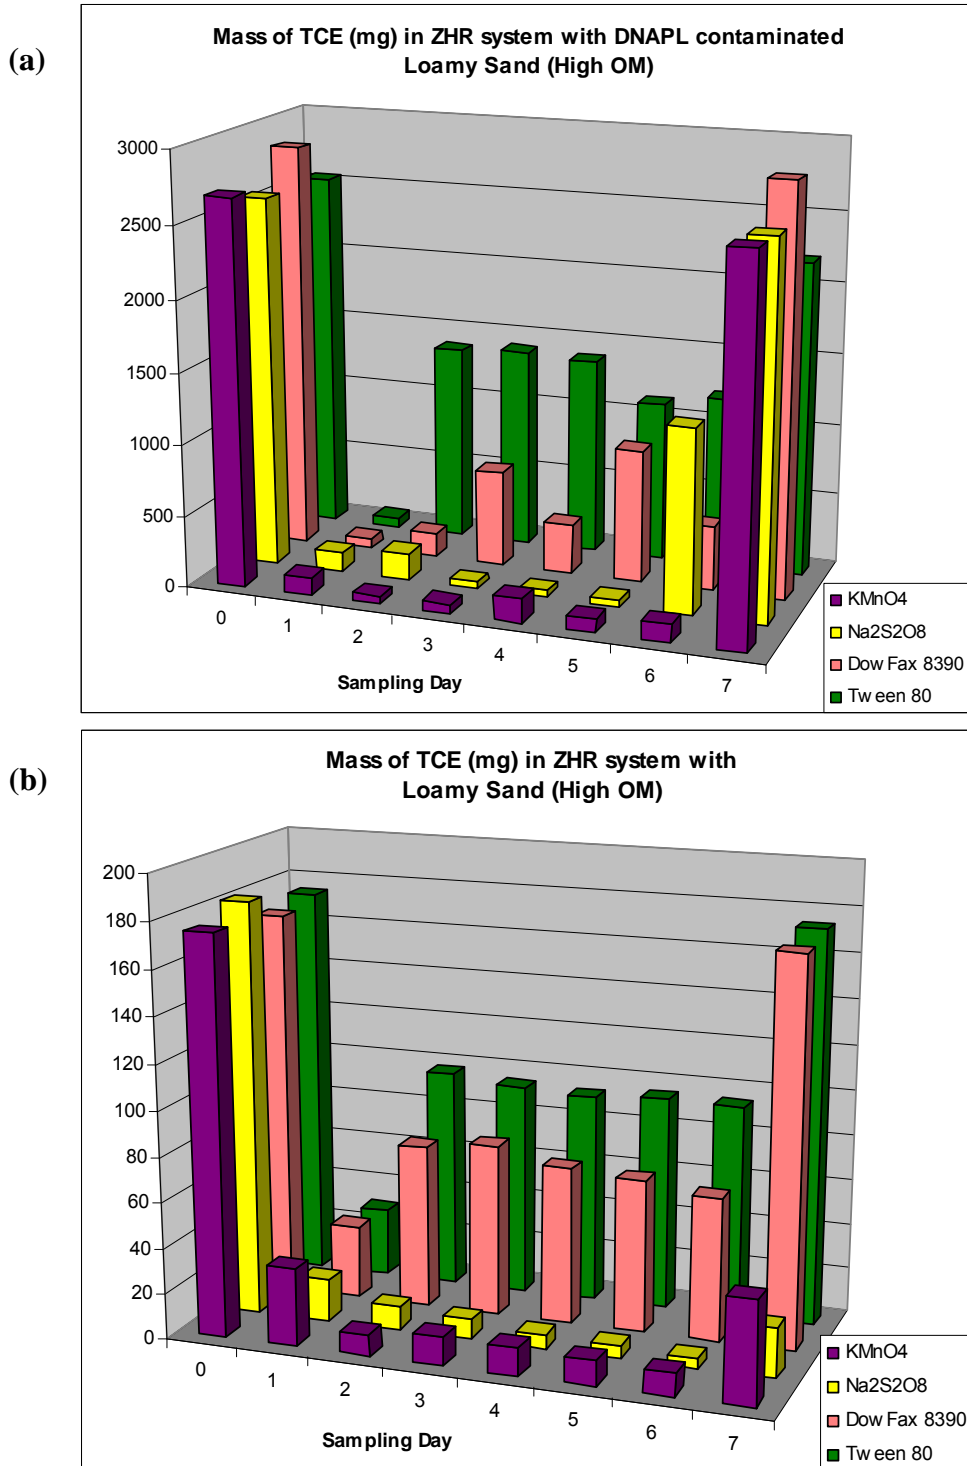 (a)
Mass of TCE (mg) in ZHR system with DNAPL contaminated
Loamy Sand (High OM)
3000
2500
2000
1500
1000
500
0
0 1 2 3 4 5 6 7
Sampling Day
KMnO4
Na2S2O8
Dow Fax 8390
Tween 80
(b)
Mass of TCE (mg) in ZHR system with
Loamy Sand (High OM)
200
180
160
140
120
100
80
60
40
20
0
0 1 2 3 4 5 6 7
Sampling Day
KMnO4
Na2S2O8
Dow Fax 8390
Tween 80